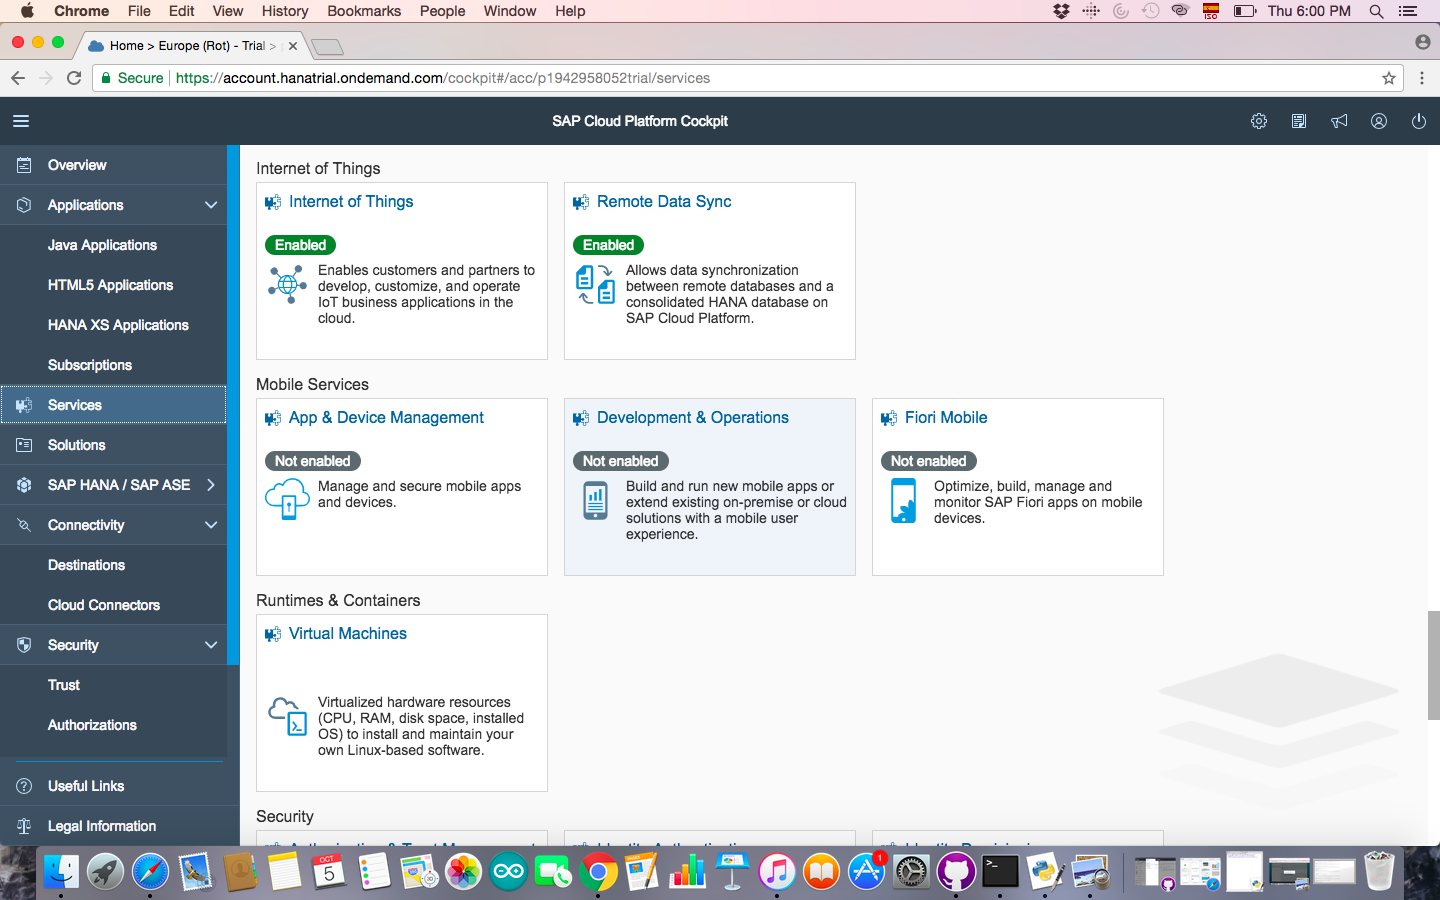 Chrome File Edit View History Bookmarks People Window Help
ISO
Thu 6:00 PM
Home > Europe (Rot) - Trial >
Secure https://account.hanatrial.ondemand.com/cockpit#/acc/p1942958052trial/services
SAP Cloud Platform Cockpit
Overview
Applications
Java Applications
HTML5 Applications
HANA XS Applications
Subscriptions
Services
Solutions
SAP HANA / SAP ASE
Connectivity
Destinations
Cloud Connectors
Security
Trust
Authorizations
Useful Links
Legal Information
Internet of Things
Internet of Things
Enabled
Enables customers and partners to
develop, customize, and operate
IoT business applications in the
cloud.
Remote Data Sync
Enabled
Allows data synchronization
between remote databases and a
consolidated HANA database on
SAP Cloud Platform.
Mobile Services
App & Device Management
Not enabled
Manage and secure mobile apps
and devices.
Development & Operations
Not enabled
Build and run new mobile apps or
extend existing on-premise or cloud
solutions with a mobile user
experience.
Fiori Mobile
Not enabled
Optimize, build, manage and
monitor SAP Fiori apps on mobile
devices.
Runtimes & Containers
Virtual Machines
Virtualized hardware resources
(CPU, RAM, disk space, installed
OS) to install and maintain your
own Linux-based software.
Security
OCT
5
1